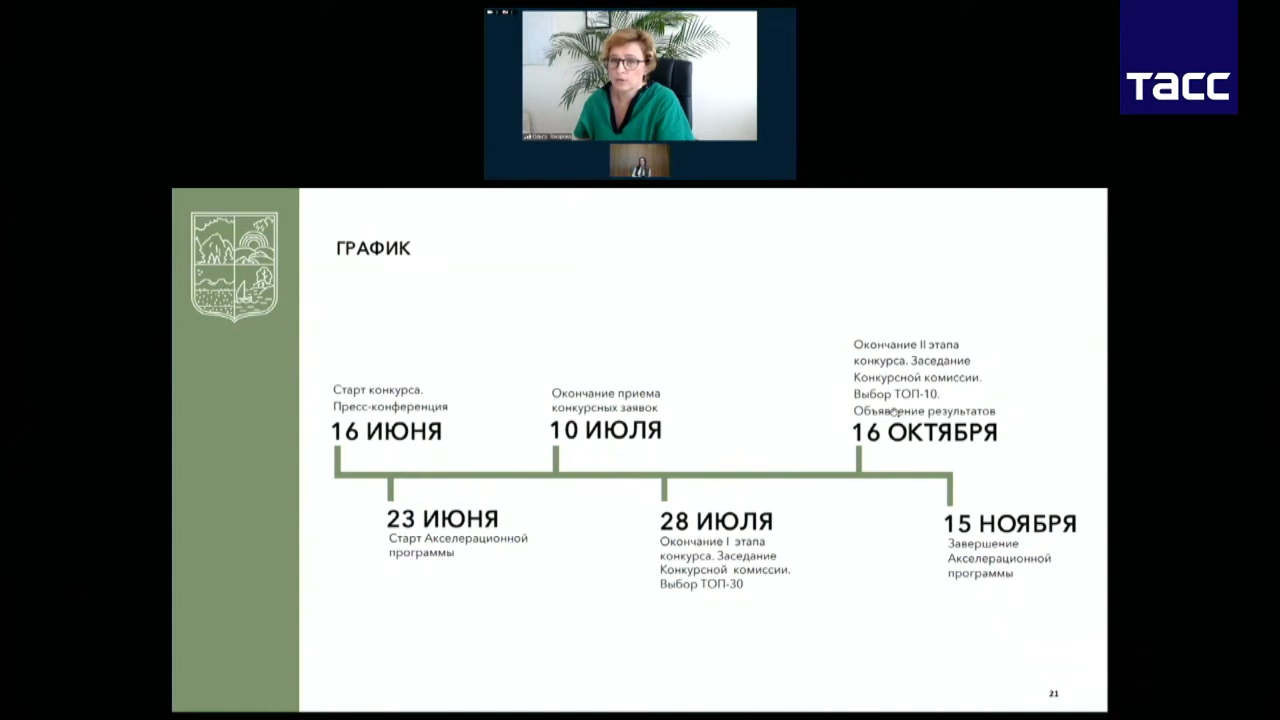 ТАСС
Ольга Захарова
ГРАФИК
Старт конкурса.
Пресс-конференция
16 ИЮНЯ
Окончание приема
конкурсных заявок
10 ИЮЛЯ
Окончание II этапа
конкурса. Заседание
Конкурсной комиссии.
Выбор ТОП-10.
Объявление результатов
16 ОКТЯБРЯ
23 ИЮНЯ
Старт Акселерационной
программы
28 ИЮЛЯ
Окончание I этапа
конкурса. Заседание
Конкурсной комиссии.
Выбор ТОП-30
15 НОЯБРЯ
Завершение
Акселерационной
программы
21